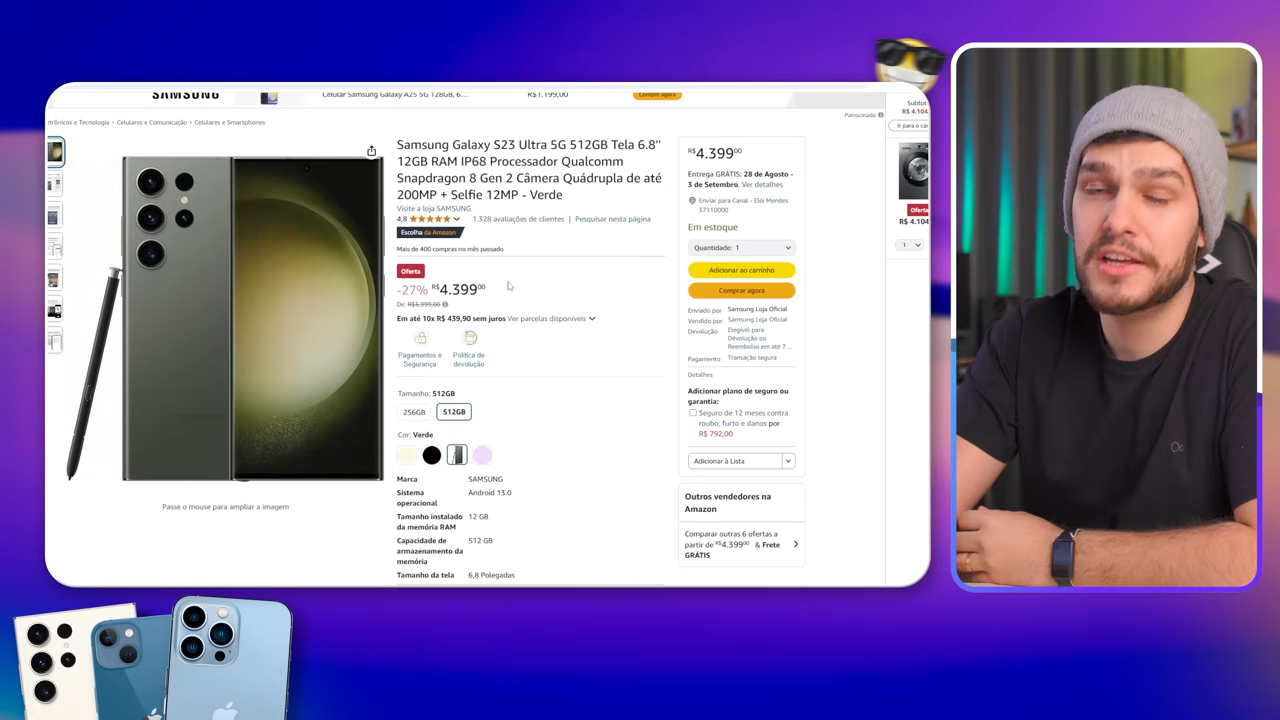 SAMSUNG
Celular Samsung Galaxy A25 5G 128GB, 6...
R$1.199,00
Compre agora
Patrocinado
Subtot
R$ 4.104
Ir para o car
trônicos e Tecnologia › Celulares e Comunicação › Celulares e Smartphones
Samsung Galaxy S23 Ultra 5G 512GB Tela 6.8"
12GB RAM IP68 Processador Qualcomm
Snapdragon 8 Gen 2 Câmera Quádrupla de até
200MP + Selfie 12MP - Verde
Visite a loja SAMSUNG
4,8 1.328 avaliações de clientes | Pesquisar nesta página
Escolha da Amazon
Mais de 400 compras no mês passado
Oferta
-27% R$4.39900
De: R$5.999,00
Em até 10x R$ 439,90 sem juros Ver parcelas disponíveis
Pagamentos e
Segurança
Política de
devolução
Tamanho: 512GB
256GB 512GB
Cor: Verde
Marca SAMSUNG
Sistema
operacional
Android 13.0
Tamanho instalado
da memória RAM
12 GB
Capacidade de
armazenamento da
memória
512 GB
Tamanho da tela 6,8 Polegadas
Passe o mouse para ampliar a imagem
R$4.39900
Entrega GRÁTIS: 28 de Agosto -
3 de Setembro. Ver detalhes
Enviar para Canal - Elói Mendes
37110000
Em estoque
Quantidade: 1
Adicionar ao carrinho
Comprar agora
Enviado por Samsung Loja Oficial
Vendido por Samsung Loja Oficial
Devolução Elegível para
Devolução ou
Reembolso em até 7...
Pagamento Transação segura
Detalhes
Adicionar plano de seguro ou
garantia:
Seguro de 12 meses contra
roubo, furto e danos por
R$ 792,00
Adicionar à Lista
Outros vendedores na
Amazon
Comparar outras 6 ofertas a
partir de R$4.39900 & Frete
GRÁTIS
Oferta
R$ 4.104
1